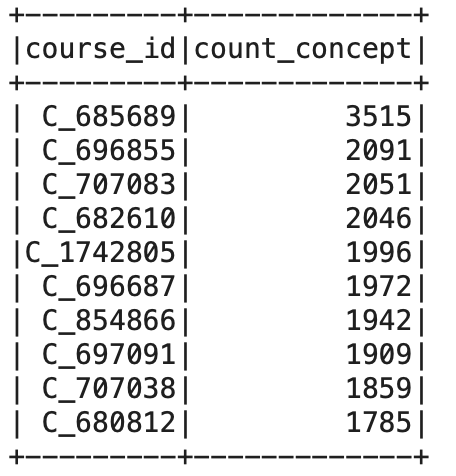 +---------+-------------+
|course_id|count_concept|
+---------+-------------+
| C_685689|         3515|
| C_696855|         2091|
| C_707083|         2051|
| C_682610|         2046|
|C_1742805|         1996|
| C_696687|         1972|
| C_854866|         1942|
| C_697091|         1909|
| C_707038|         1859|
| C_680812|         1785|
+---------+-------------+